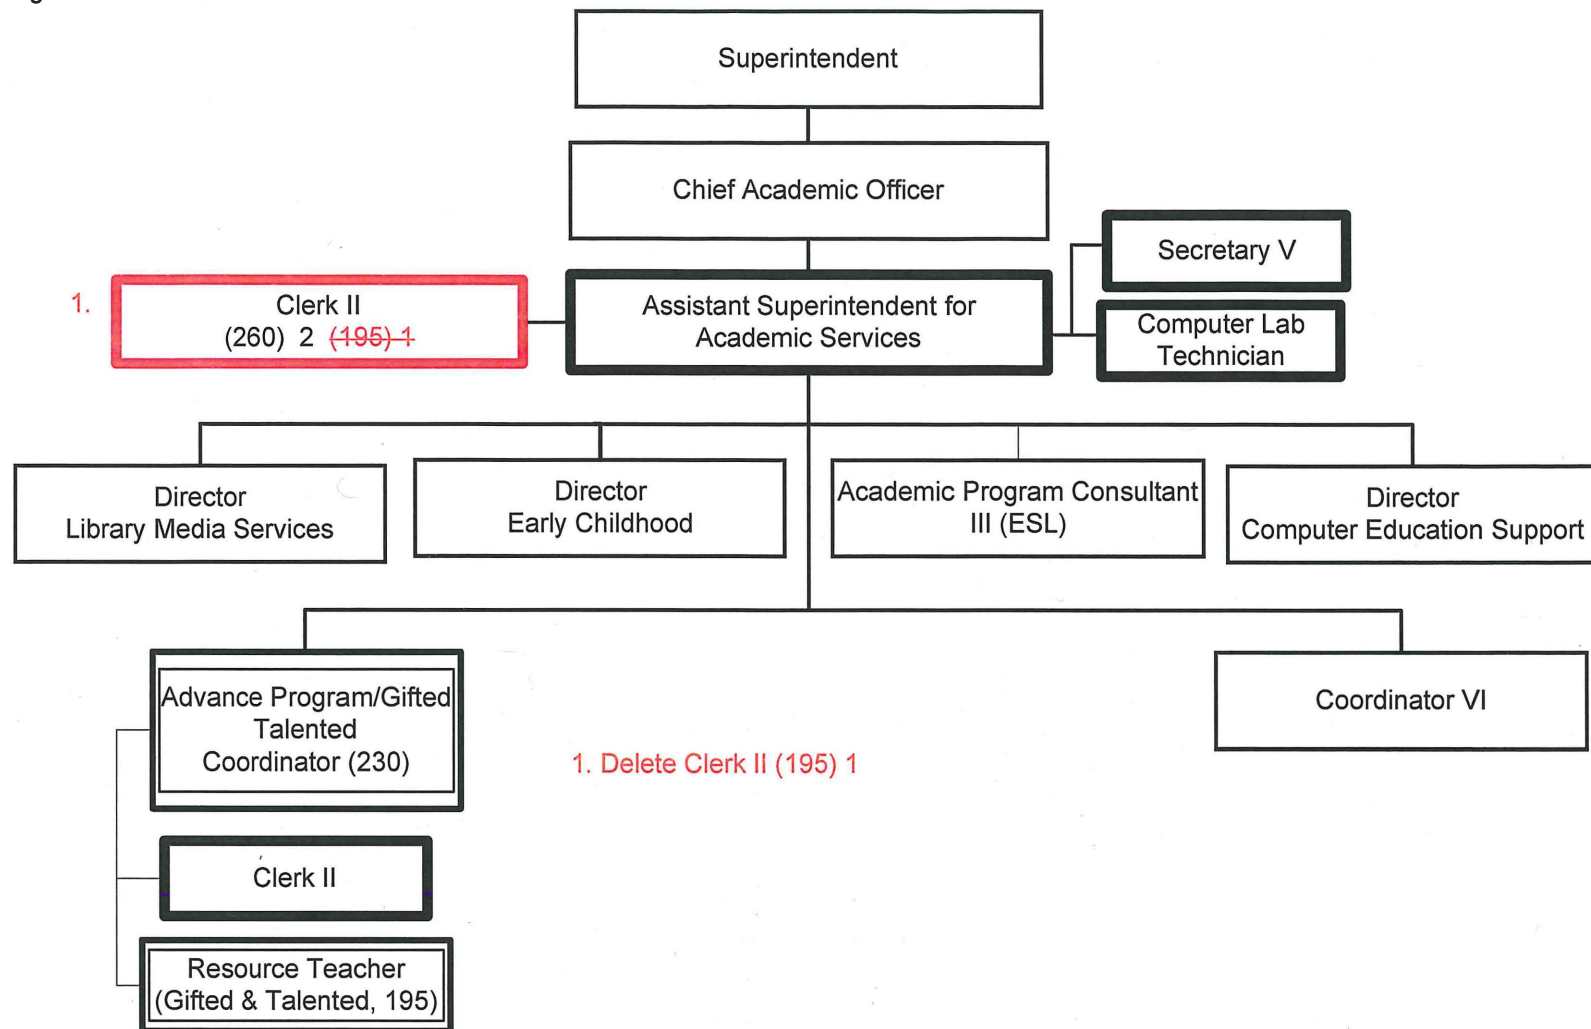 Superintendent
Chief Academic Officer
Secretary V
1.
Clerk II
(260) 2 (195) 1
Assistant Superintendent for
Academic Services
Computer Lab
Technician
Director
Library Media Services
Director
Early Childhood
Academic Program Consultant
III (ESL)
Director
Computer Education Support
Advance Program/Gifted
Talented
Coordinator (230)
Coordinator VI
1. Delete Clerk II (195) 1
Clerk II
Resource Teacher
(Gifted & Talented, 195)